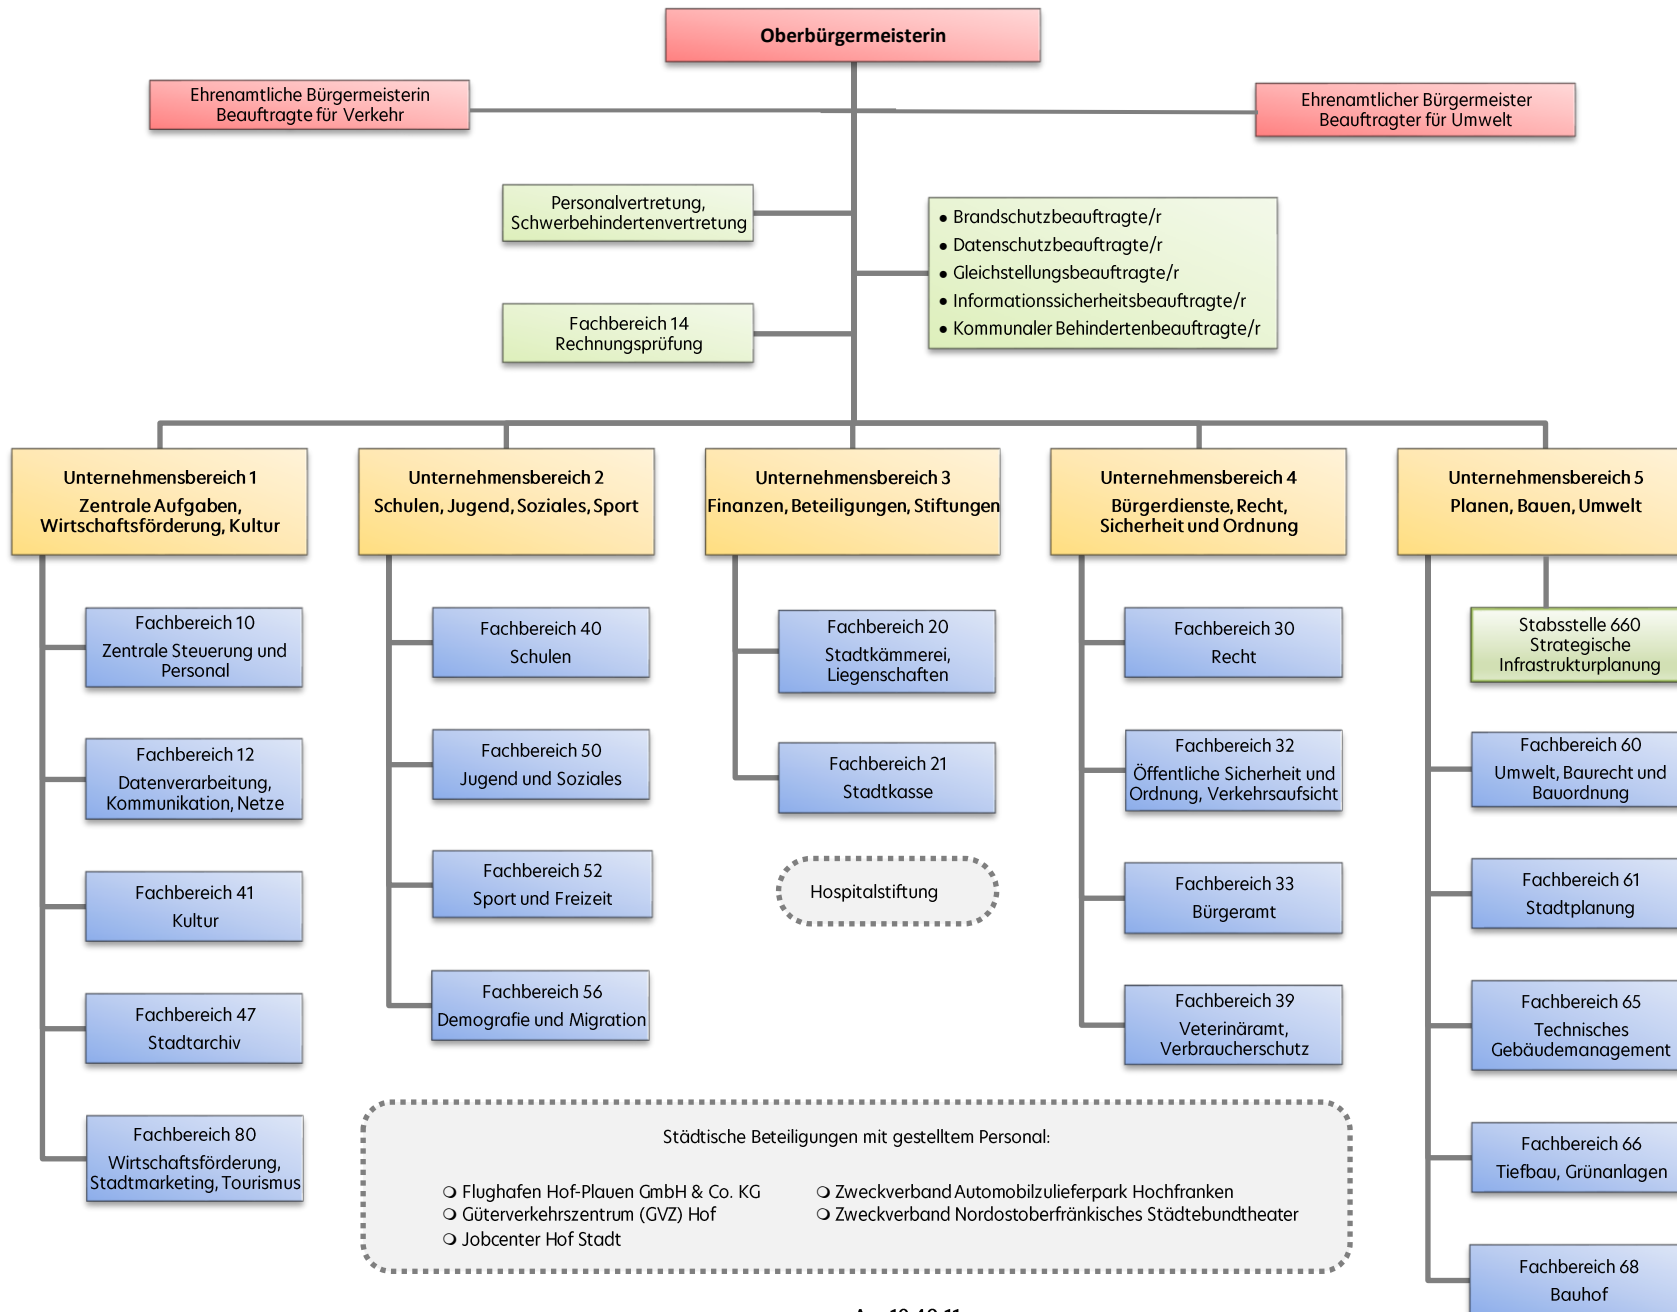 Oberbürgermeisterin
Ehrenamtliche Bürgermeisterin
Beauftragte für Verkehr
Ehrenamtlicher Bürgermeister
Beauftragter für Umwelt
Personalvertretung,
Schwerbehindertenvertretung
• Brandschutzbeauftragte/r
• Datenschutzbeauftragte/r
• Gleichstellungsbeauftragte/r
• Informationssicherheitsbeauftragte/r
• Kommunaler Behindertenbeauftragte/r
Fachbereich 14
Rechnungsprüfung
Unternehmensbereich 1
Zentrale Aufgaben,
Wirtschaftsförderung, Kultur
Fachbereich 10
Zentrale Steuerung und
Personal
Fachbereich 12
Datenverarbeitung,
Kommunikation, Netze
Fachbereich 41
Kultur
Fachbereich 47
Stadtarchiv
Fachbereich 80
Wirtschaftsförderung,
Stadtmarketing, Tourismus
Unternehmensbereich 2
Schulen, Jugend, Soziales, Sport
Fachbereich 40
Schulen
Fachbereich 50
Jugend und Soziales
Fachbereich 52
Sport und Freizeit
Fachbereich 56
Demografie und Migration
Unternehmensbereich 3
Finanzen, Beteiligungen, Stiftungen
Fachbereich 20
Stadtkämmerei,
Liegenschaften
Fachbereich 21
Stadtkasse
Hospitalstiftung
Unternehmensbereich 4
Bürgerdienste, Recht,
Sicherheit und Ordnung
Fachbereich 30
Recht
Fachbereich 32
Öffentliche Sicherheit und
Ordnung, Verkehrsaufsicht
Fachbereich 33
Bürgeramt
Fachbereich 39
Veterinäramt,
Verbraucherschutz
Unternehmensbereich 5
Planen, Bauen, Umwelt
Stabsstelle 660
Strategische
Infrastrukturplanung
Fachbereich 60
Umwelt, Baurecht und
Bauordnung
Fachbereich 61
Stadtplanung
Fachbereich 65
Technisches
Gebäudemanagement
Fachbereich 66
Tiefbau, Grünanlagen
Fachbereich 68
Bauhof
Städtische Beteiligungen mit gestelltem Personal:
❍ Flughafen Hof-Plauen GmbH & Co. KG
❍ Güterverkehrszentrum (GVZ) Hof
❍ Jobcenter Hof Stadt
❍ Zweckverband Automobilzulieferpark Hochfranken
❍ Zweckverband Nordostoberfränkisches Städtebundtheater